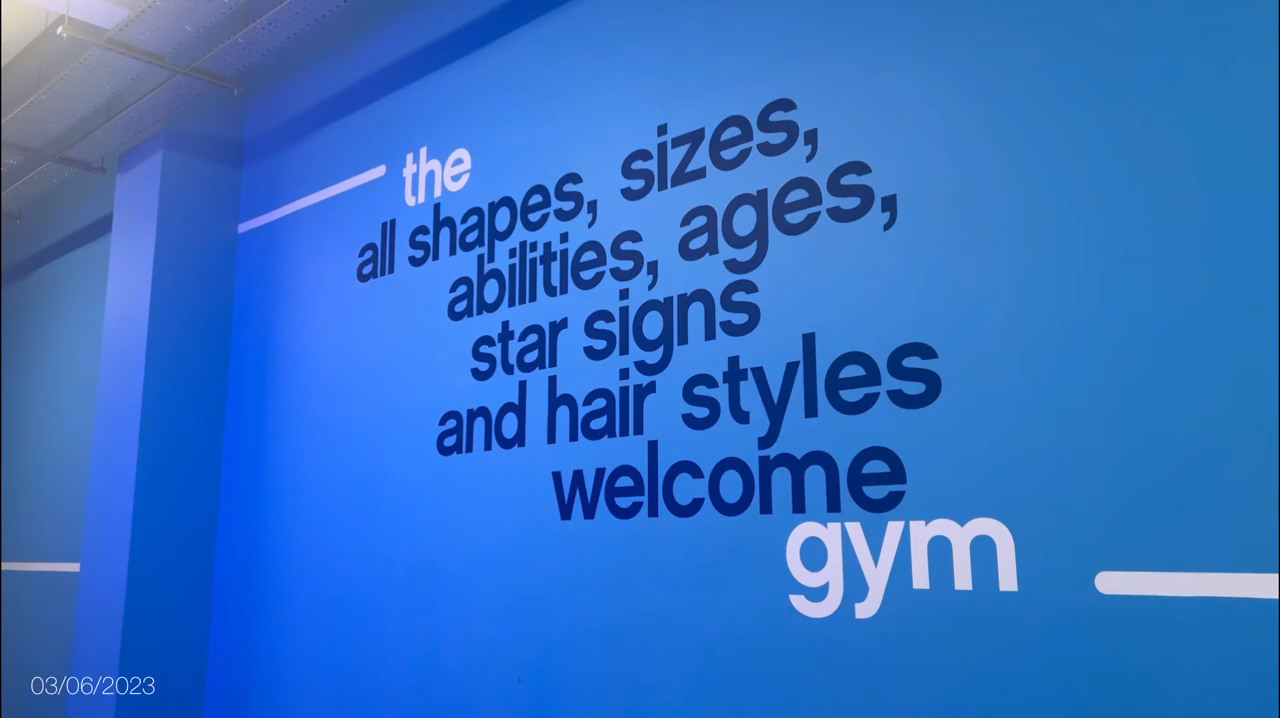 the
all shapes, sizes,
abilities, ages,
star signs
and hair styles
welcome
gym
03/06/2023